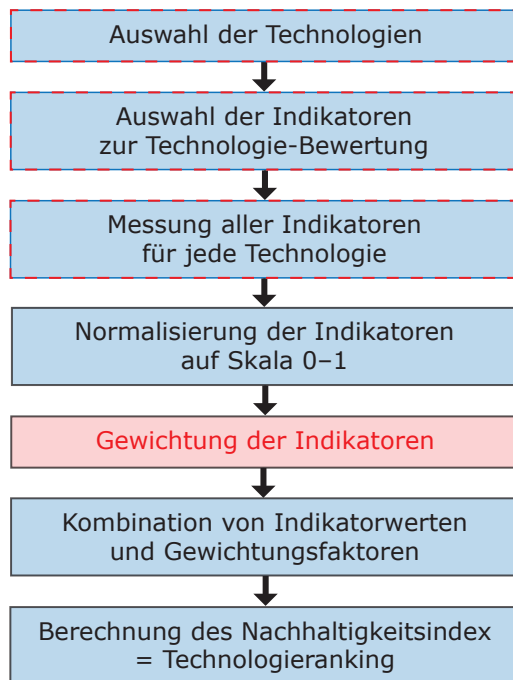 Auswahl der Technologien
Auswahl der Indikatoren
zur Technologie-Bewertung
Messung aller Indikatoren
für jede Technologie
Normalisierung der Indikatoren
auf Skala 0–1
Gewichtung der Indikatoren
Kombination von Indikatorwerten
und Gewichtungsfaktoren
Berechnung des Nachhaltigkeitsindex
= Technologieranking